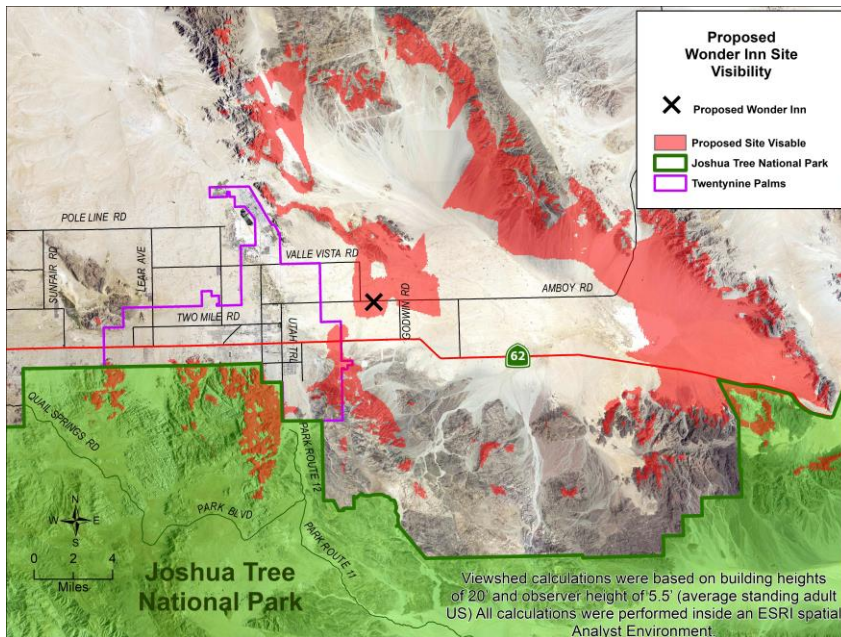 Proposed
Wonder Inn Site
Visibility
Proposed Wonder Inn
Proposed Site Visable
Joshua Tree National Park
Twentynine Palms
POLE LINE RD
SUNFAIR RD
LEAR AVE
VALLE VISTA RD
AMBOY RD
TWO MILE RD
UTAH TRL
GODWIN RD
62
QUAIL SPRINGS RD
PARK ROUTE 12
PARK BLVD
PARK ROUTE 11
N
W E
S
0 2 4
Miles
Joshua Tree
National Park
Viewshed calculations were based on building heights
of 20' and observer height of 5.5' (average standing adult
US) All calculations were performed inside an ESRI spatial
Analyst Environment.